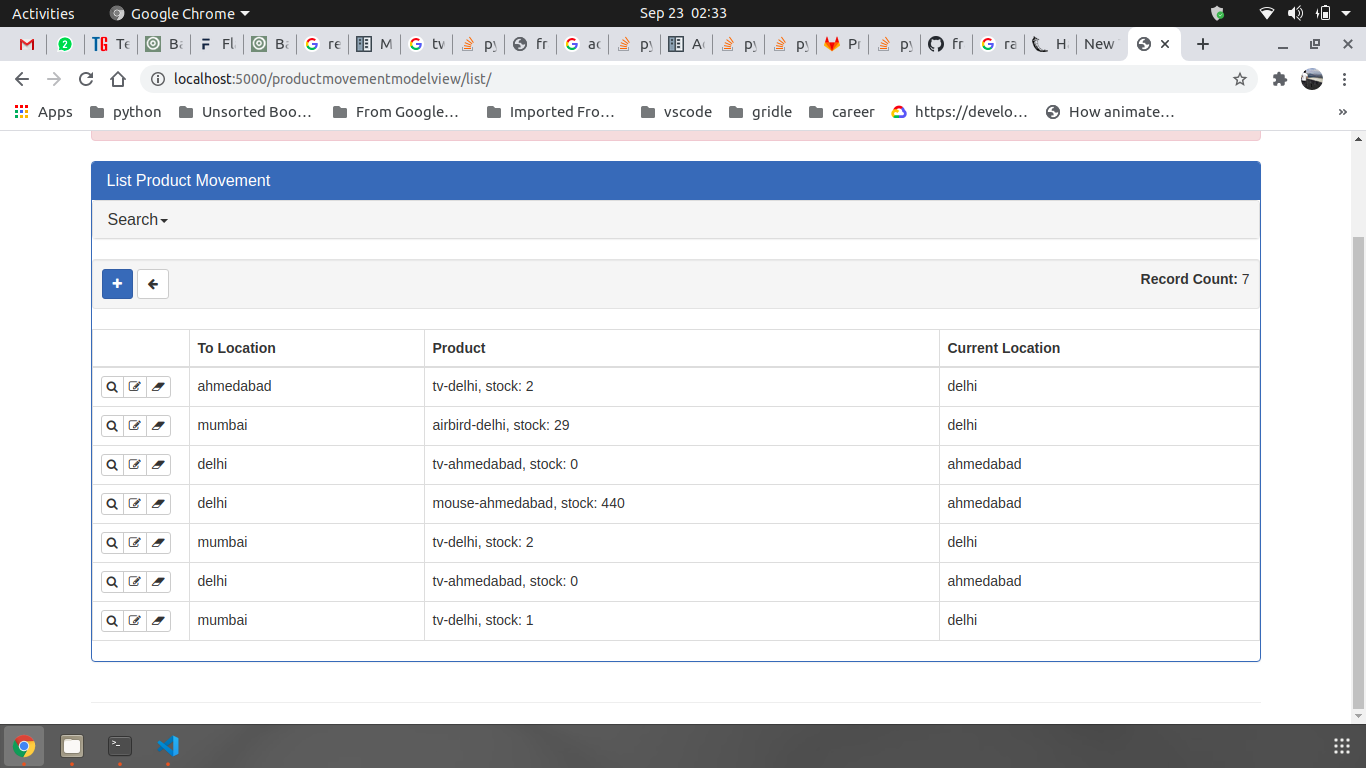 Activities Google Chrome Sep 23 02:33
TG Te Ba Fl Ba re M tv py fr ac py Ac py py Pr py fr ra Ha New
localhost:5000/productmovementmodelview/list/
Apps python Unsorted Boo… From Google… Imported Fro… vscode gridle career https://develo… How animate… »
List Product Movement
Search
Record Count: 7
To Location Product Current Location
ahmedabad tv-delhi, stock: 2 delhi
mumbai airbird-delhi, stock: 29 delhi
delhi tv-ahmedabad, stock: 0 ahmedabad
delhi mouse-ahmedabad, stock: 440 ahmedabad
mumbai tv-delhi, stock: 2 delhi
delhi tv-ahmedabad, stock: 0 ahmedabad
mumbai tv-delhi, stock: 1 delhi